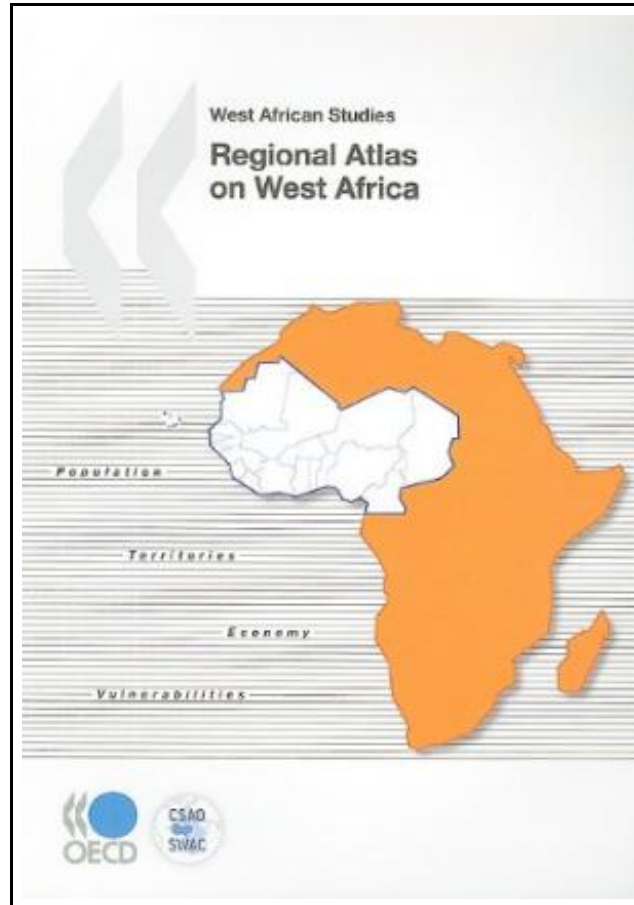 West African Studies
Regional Atlas
on West Africa
Population
Territories
Economy
Vulnerabilities
OECD
CSAO
SWAC